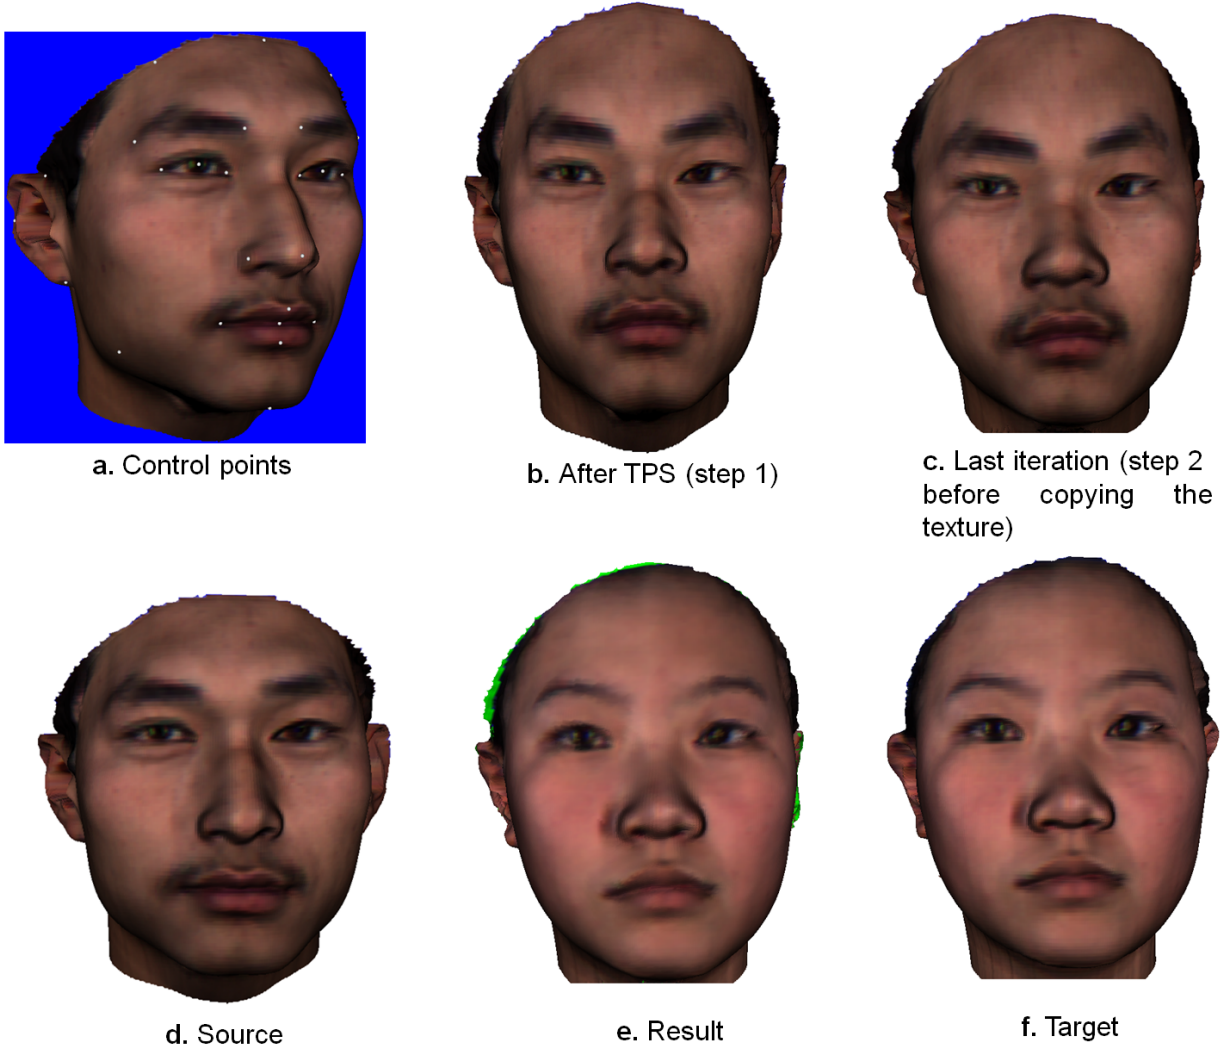 a. Control points
b. After TPS (step 1)
c. Last iteration (step 2
before copying the
texture)
d. Source
e. Result
f. Target